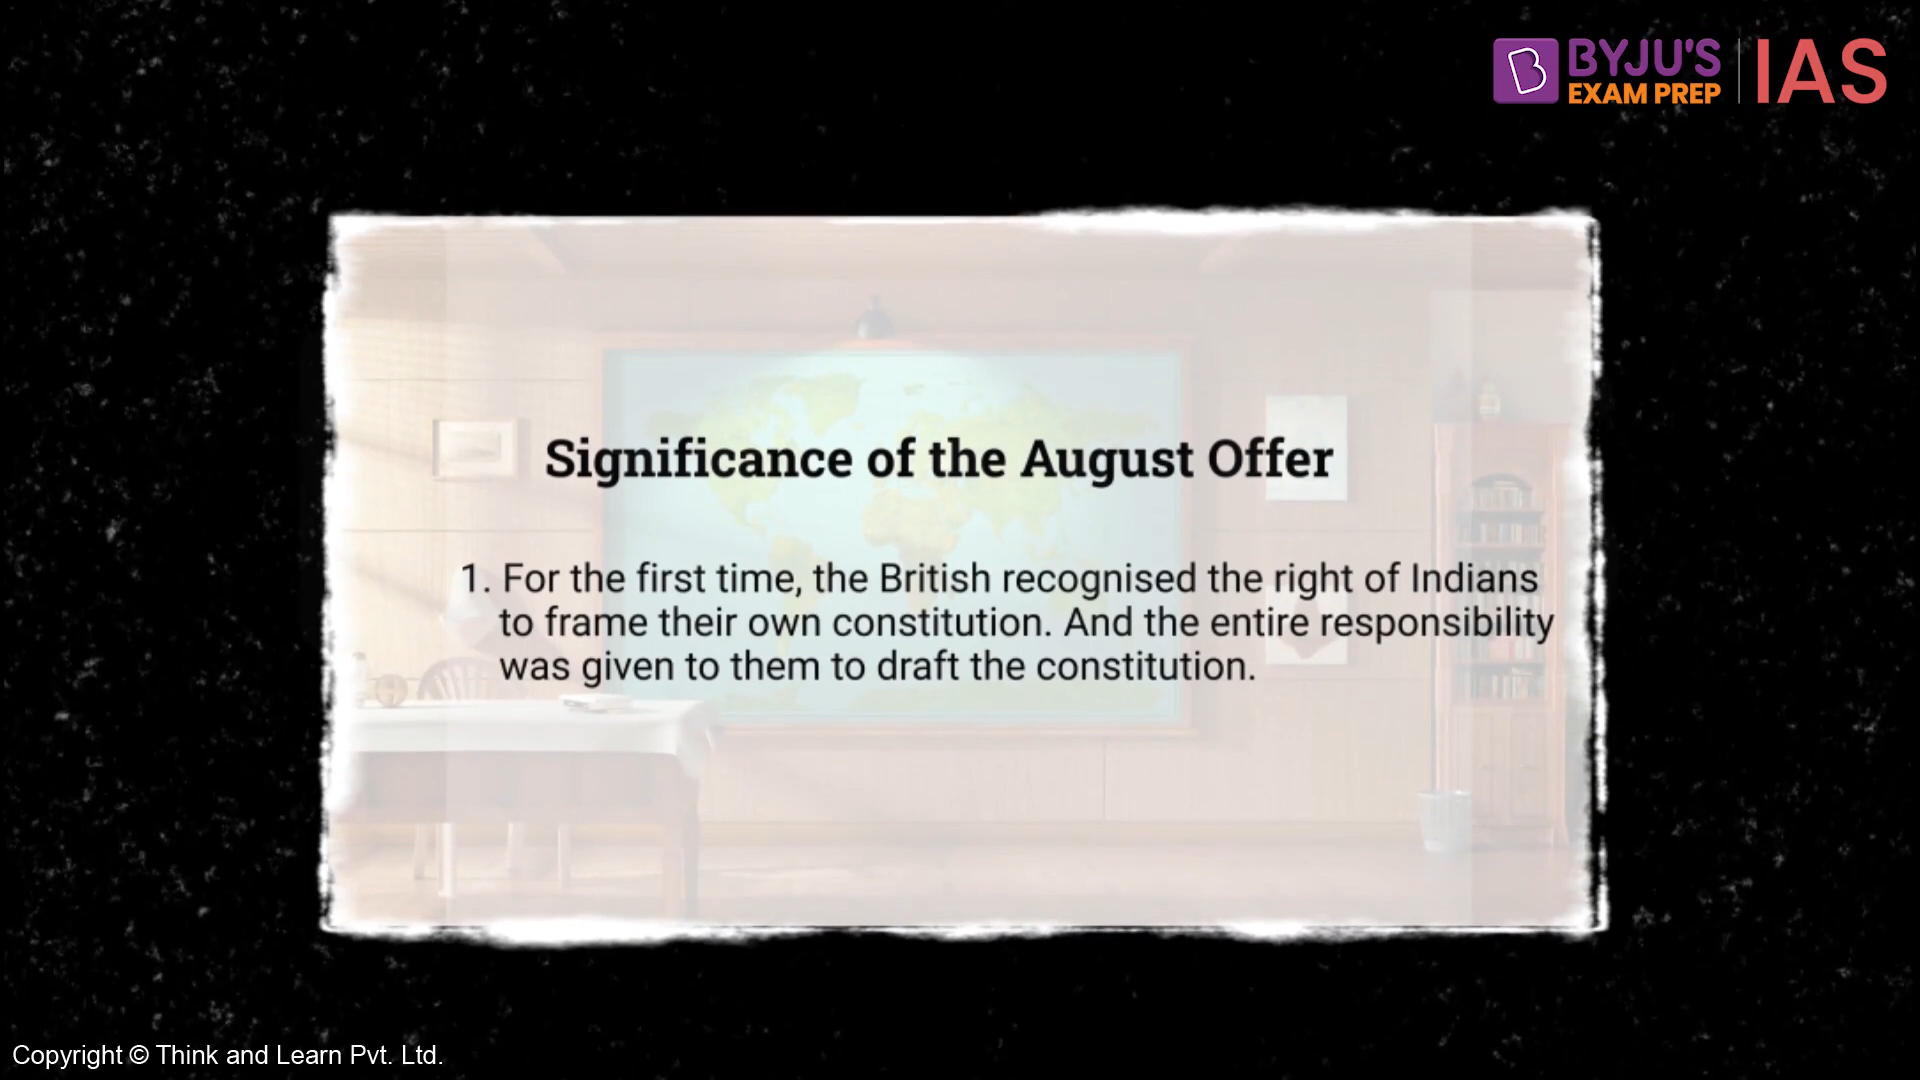 BYJU'S
EXAM PREP
IAS
Significance of the August Offer
1. For the first time, the British recognised the right of Indians
to frame their own constitution. And the entire responsibility
was given to them to draft the constitution.
Copyright © Think and Learn Pvt. Ltd.